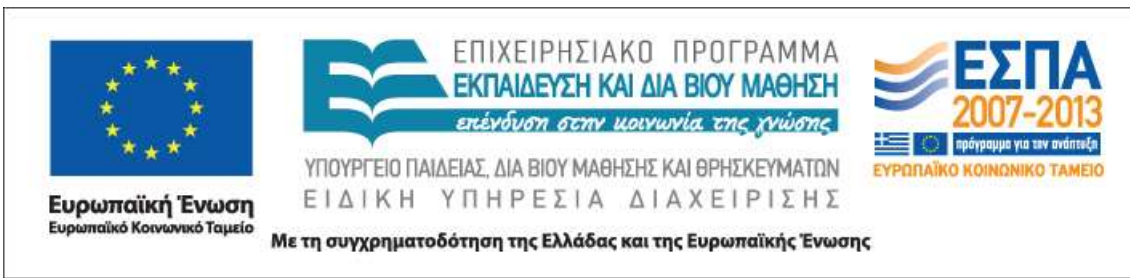 Ευρωπαϊκή Ένωση
Ευρωπαϊκό Κοινωνικό Ταμείο
ΕΠΙΧΕΙΡΗΣΙΑΚΟ ΠΡΟΓΡΑΜΜΑ
ΕΚΠΑΙΔΕΥΣΗ ΚΑΙ ΔΙΑ ΒΙΟΥ ΜΑΘΗΣΗ
επένδυση στην κοινωνία της γνώσης
ΥΠΟΥΡΓΕΙΟ ΠΑΙΔΕΙΑΣ, ΔΙΑ ΒΙΟΥ ΜΑΘΗΣΗΣ ΚΑΙ ΘΡΗΣΚΕΥΜΑΤΩΝ
ΕΙΔΙΚΗ ΥΠΗΡΕΣΙΑ ΔΙΑΧΕΙΡΙΣΗΣ
Με τη συγχρηματοδότηση της Ελλάδας και της Ευρωπαϊκής Ένωσης
ΕΣΠΑ
2007-2013
πρόγραμμα για την ανάπτυξη
ΕΥΡΩΠΑΪΚΟ ΚΟΙΝΩΝΙΚΟ ΤΑΜΕΙΟ